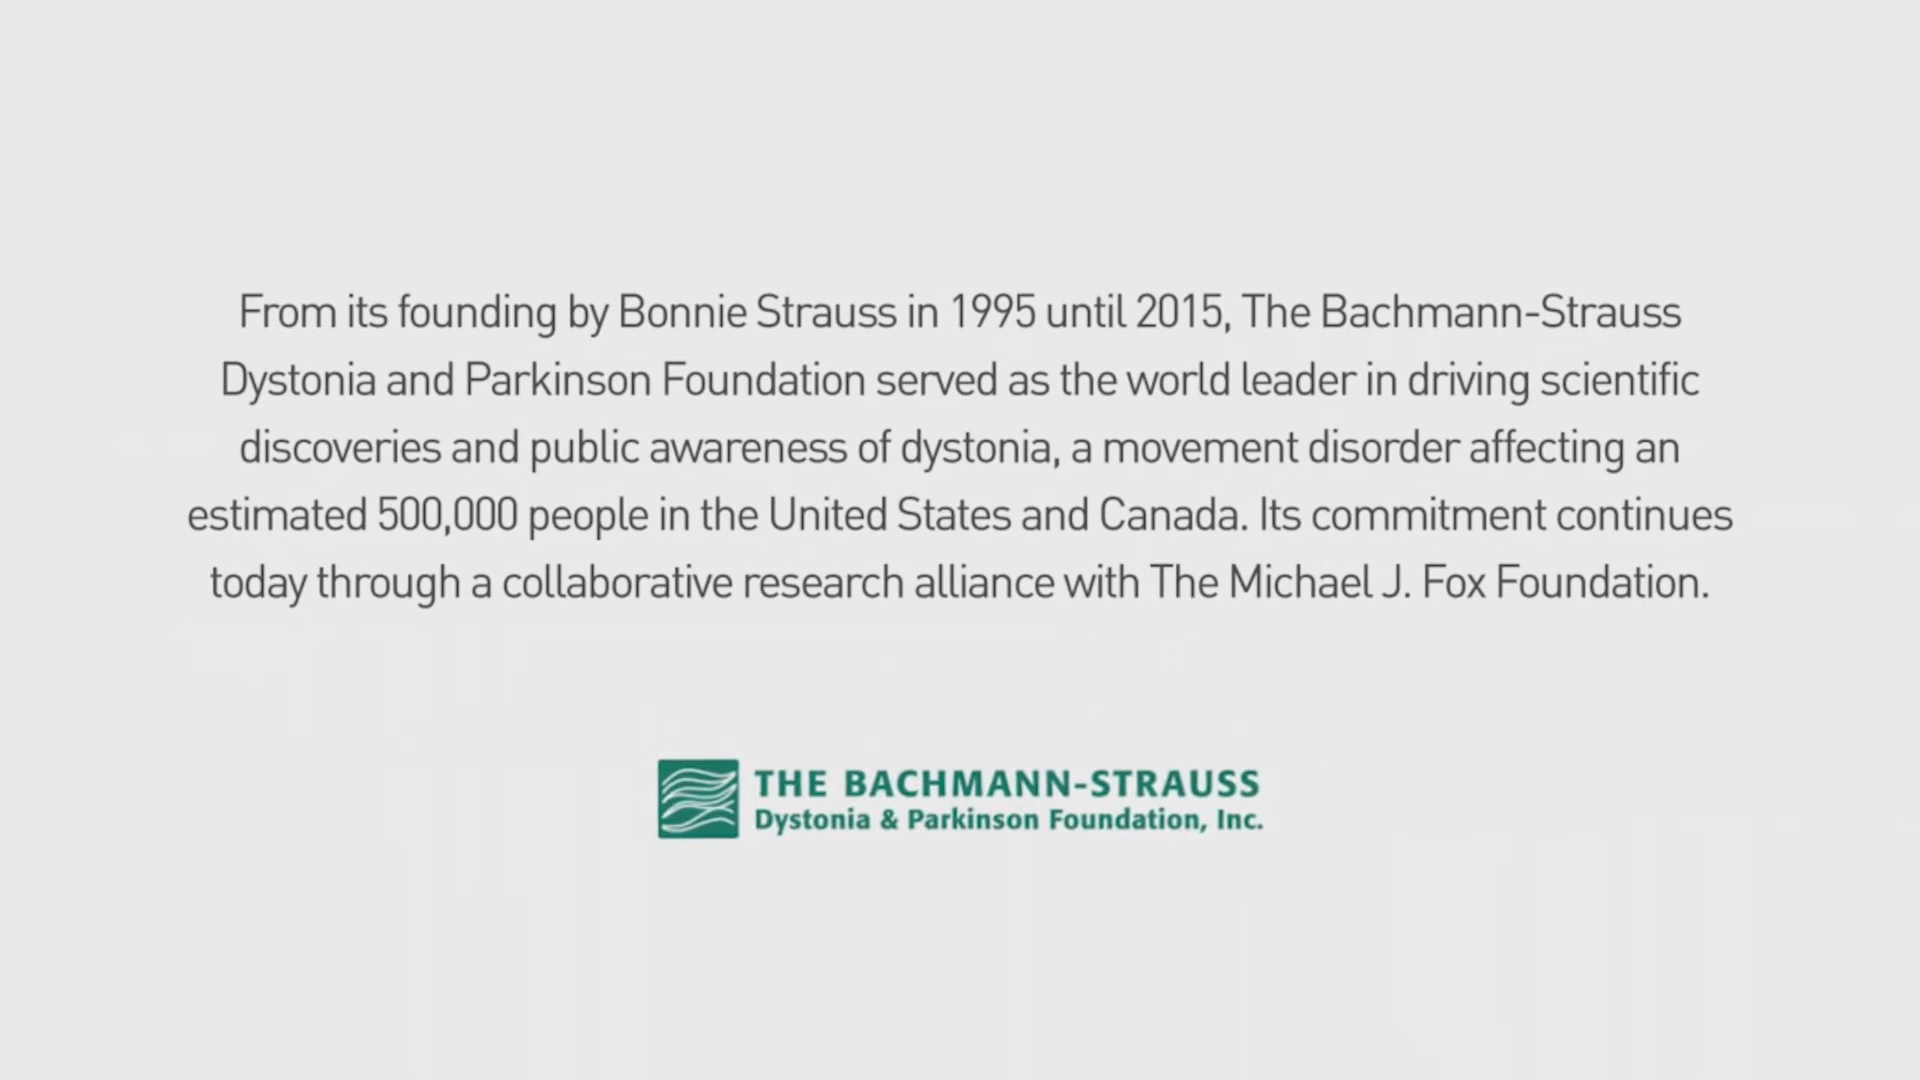 From its founding by Bonnie Strauss in 1995 until 2015, The Bachmann-Strauss
Dystonia and Parkinson Foundation served as the world leader in driving scientific
discoveries and public awareness of dystonia, a movement disorder affecting an
estimated 500,000 people in the United States and Canada. Its commitment continues
today through a collaborative research alliance with The Michael J. Fox Foundation.
THE BACHMANN-STRAUSS
Dystonia & Parkinson Foundation, Inc.